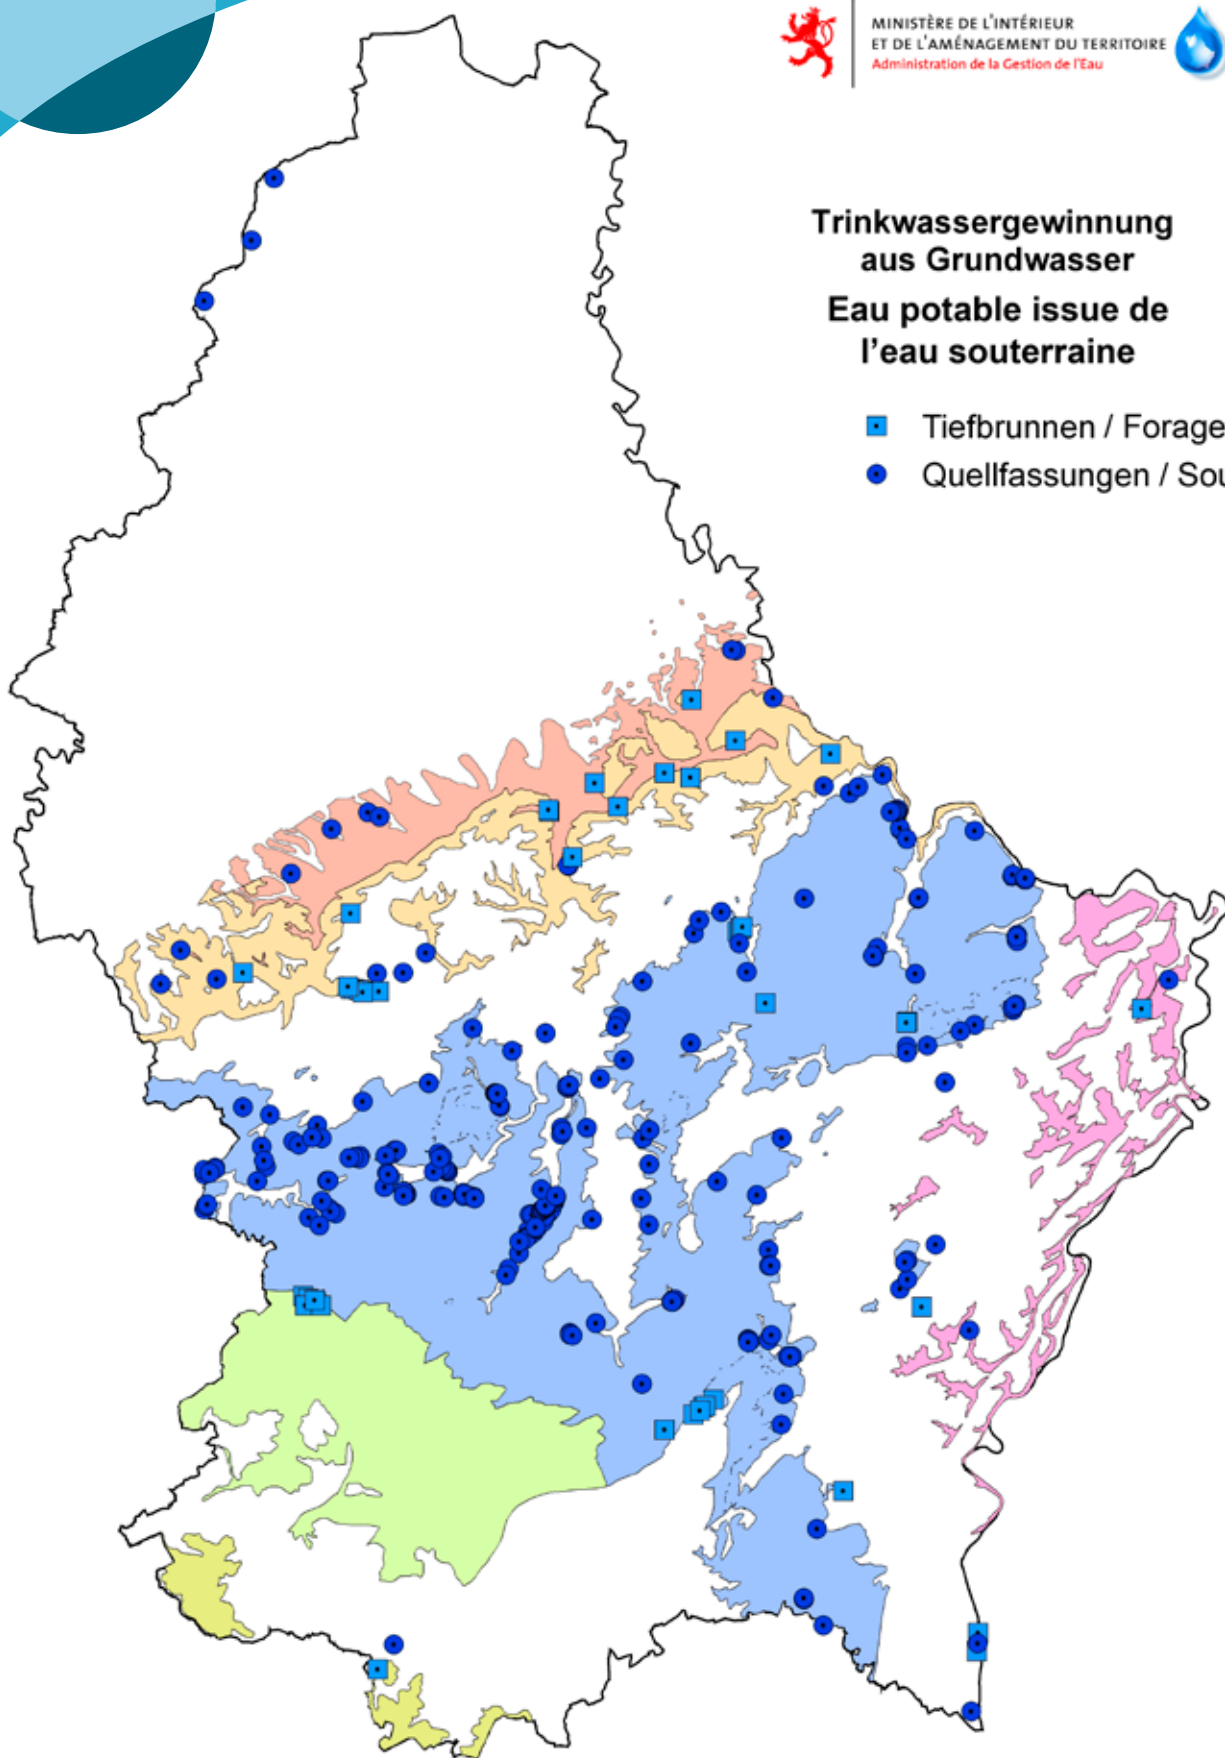 MINISTÈRE DE L'INTÉRIEUR
ET DE L'AMÉNAGEMENT DU TERRITOIRE
Administration de la Gestion de l'Eau
Trinkwassergewinnung
aus Grundwasser
Eau potable issue de
l'eau souterraine
Tiefbrunnen / Forage
Quellfassungen /